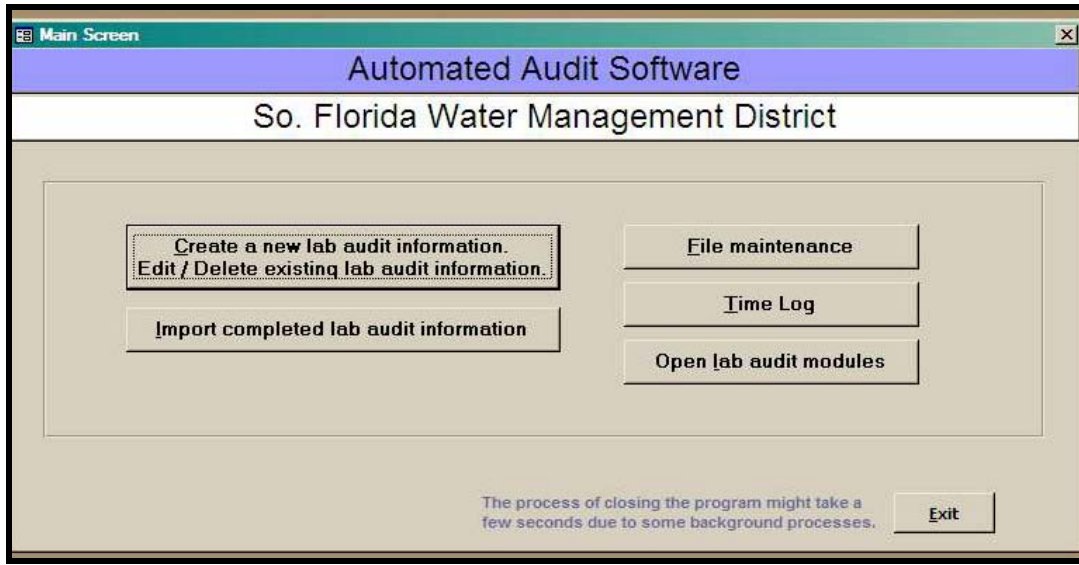 Main Screen
Automated Audit Software
So. Florida Water Management District
Create a new lab audit information.
Edit / Delete existing lab audit information.
Import completed lab audit information
File maintenance
Time Log
Open lab audit modules
The process of closing the program might take a
few seconds due to some background processes.
Exit